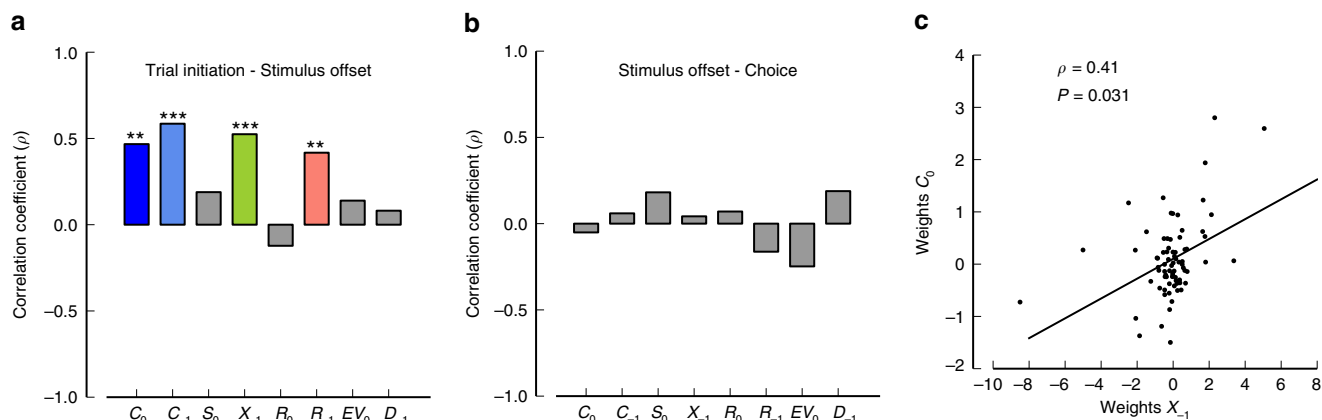 a
1.0
0.5
0.0
–0.5
–1.0
Correlation coefficient (ρ)
Trial initiation - Stimulus offset
** *** *** **
C0 C–1 S0 X–1 R0 R–1 EV0 D–1
b
1.0
0.5
0.0
–0.5
–1.0
Correlation coefficient (ρ)
Stimulus offset - Choice
C0 C–1 S0 X–1 R0 R–1 EV0 D–1
c
4
3
2
1
0
–1
–2
Weights C0
ρ = 0.41
P = 0.031
–10 –8 –6 –4 –2 0 2 4 6 8
Weights X–1